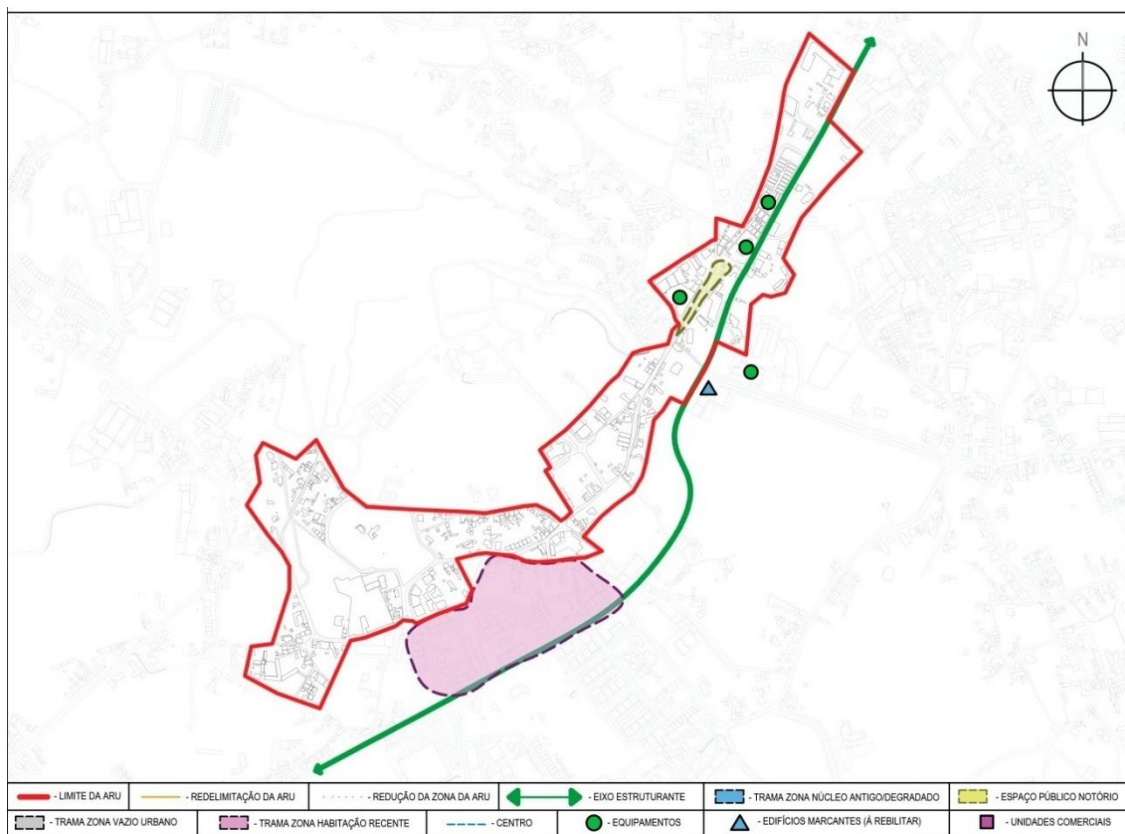 N
- LIMITE DA ARU - REDELIMITAÇÃO DA ARU - REDUÇÃO DA ZONA DA ARU - EIXO ESTRUTURANTE - TRAMA ZONA NÚCLEO ANTIGO/DEGRADADO - ESPAÇO PÚBLICO NOTÓRIO
- TRAMA ZONA VAZIO URBANO - TRAMA ZONA HABITAÇÃO RECENTE - CENTRO - EQUIPAMENTOS - EDIFÍCIOS MARCANTES (Á REBILITAR) - UNIDADES COMERCIAIS